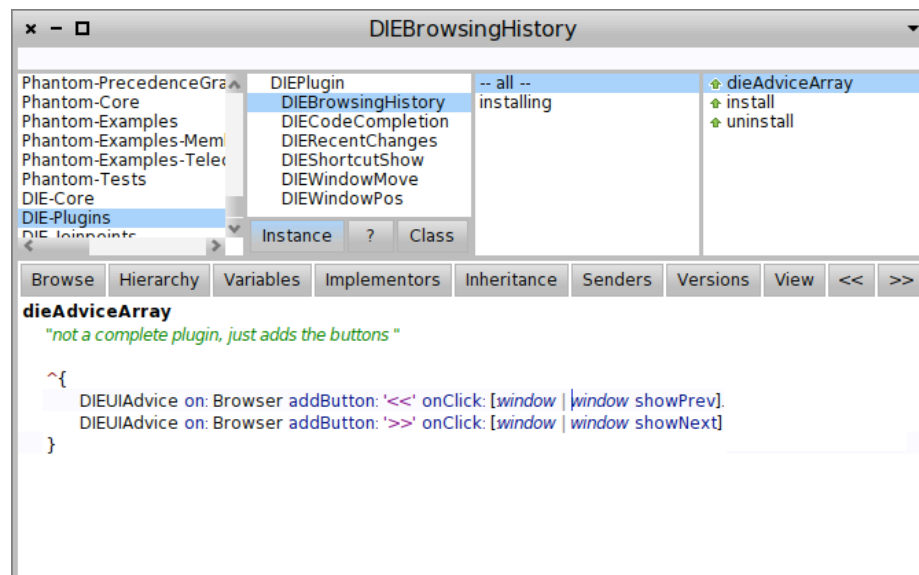 DIEBrowsingHistory
Phantom-PrecedenceGra
Phantom-Core
Phantom-Examples
Phantom-Examples-Mem
Phantom-Examples-Telec
Phantom-Tests
DIE-Core
DIE-Plugins
DIE-Joinpoints
DIEPlugin
DIEBrowsingHistory
DIECodeCompletion
DIERecentChanges
DIEShortcutShow
DIEWindowMove
DIEWindowPos
Instance ? Class
-- all --
installing
dieAdviceArray
install
uninstall
Browse Hierarchy Variables Implementors Inheritance Senders Versions View << >>
dieAdviceArray
"not a complete plugin, just adds the buttons "
^{
DIEUIAdvice on: Browser addButton: '<<' onClick: [:window | window showPrev].
DIEUIAdvice on: Browser addButton: '>>' onClick: [:window | window showNext]
}